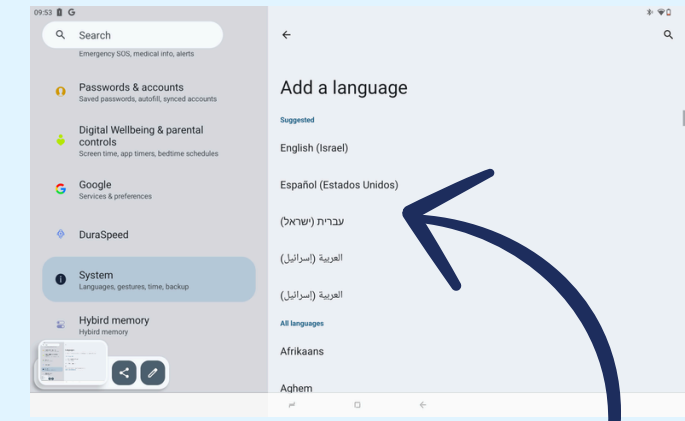 09:53 G
Search
Emergency SOS, medical info, alerts
Passwords & accounts
Saved passwords, autofill, synced accounts
Digital Wellbeing & parental
controls
Screen time, app timers, bedtime schedules
Google
Services & preferences
DuraSpeed
System
Languages, gestures, time, backup
Hybird memory
Hybird memory
Add a language
Suggested
English (Israel)
Español (Estados Unidos)
עברית (ישראל)
العربية (إسرائيل)
العربية (إسرائيل)
All languages
Afrikaans
Aghem